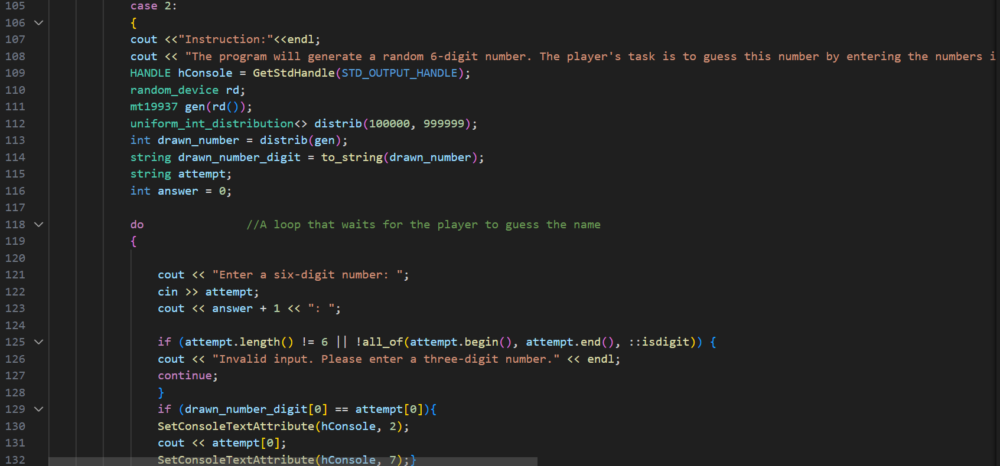 105 case 2:
106 {
107 cout <<"Instruction:"<<endl;
108 cout << "The program will generate a random 6-digit number. The player's task is to guess this number by entering the numbers i
109 HANDLE hConsole = GetStdHandle(STD_OUTPUT_HANDLE);
110 random_device rd;
111 mt19937 gen(rd());
112 uniform_int_distribution<> distrib(100000, 999999);
113 int drawn_number = distrib(gen);
114 string drawn_number_digit = to_string(drawn_number);
115 string attempt;
116 int answer = 0;
117
118 do //A loop that waits for the player to guess the name
119 {
120
121 cout << "Enter a six-digit number: ";
122 cin >> attempt;
123 cout << answer + 1 << ": ";
124
125 if (attempt.length() != 6 || !all_of(attempt.begin(), attempt.end(), ::isdigit)) {
126 cout << "Invalid input. Please enter a three-digit number." << endl;
127 continue;
128 }
129 if (drawn_number_digit[0] == attempt[0]){
130 SetConsoleTextAttribute(hConsole, 2);
131 cout << attempt[0];
132 SetConsoleTextAttribute(hConsole, 7);}